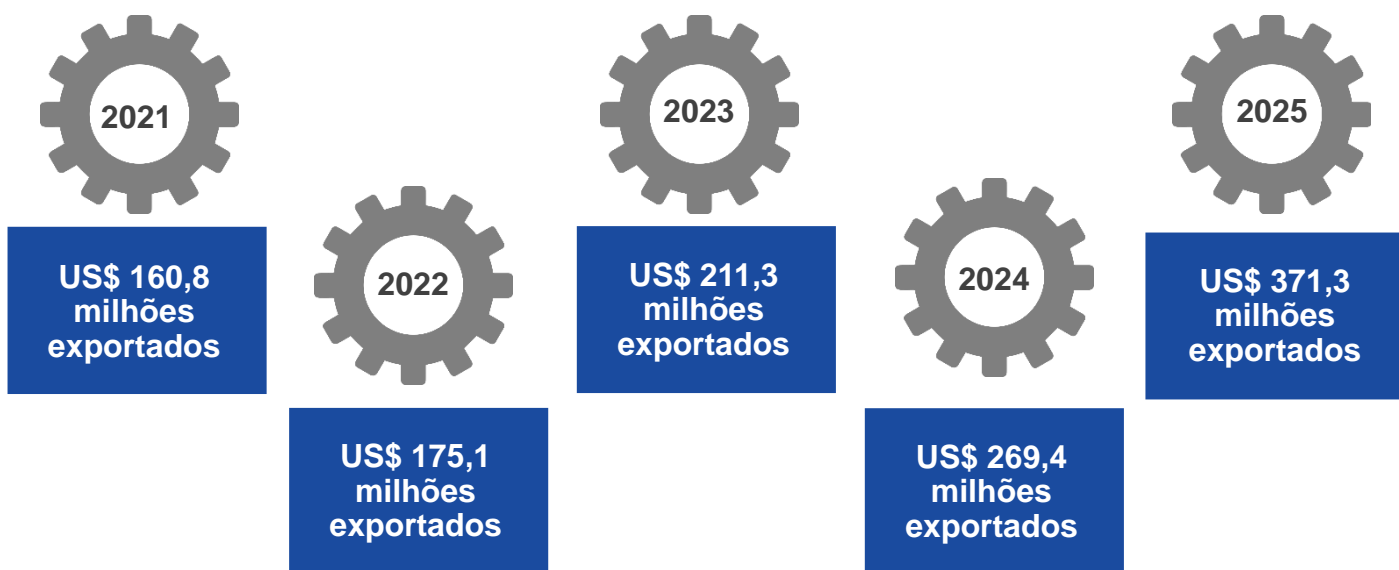 2021
US$ 160,8
milhões
exportados
2022
US$ 175,1
milhões
exportados
2023
US$ 211,3
milhões
exportados
2024
US$ 269,4
milhões
exportados
2025
US$ 371,3
milhões
exportados